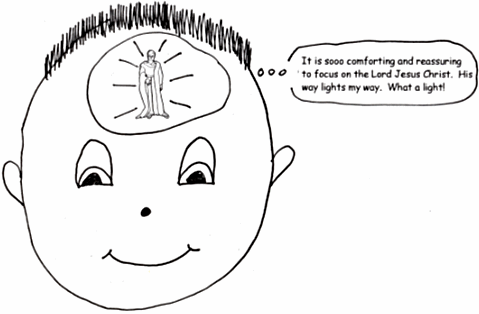 It is sooo comforting and reassuring
to focus on the Lord Jesus Christ. His
way lights my way. What a light!